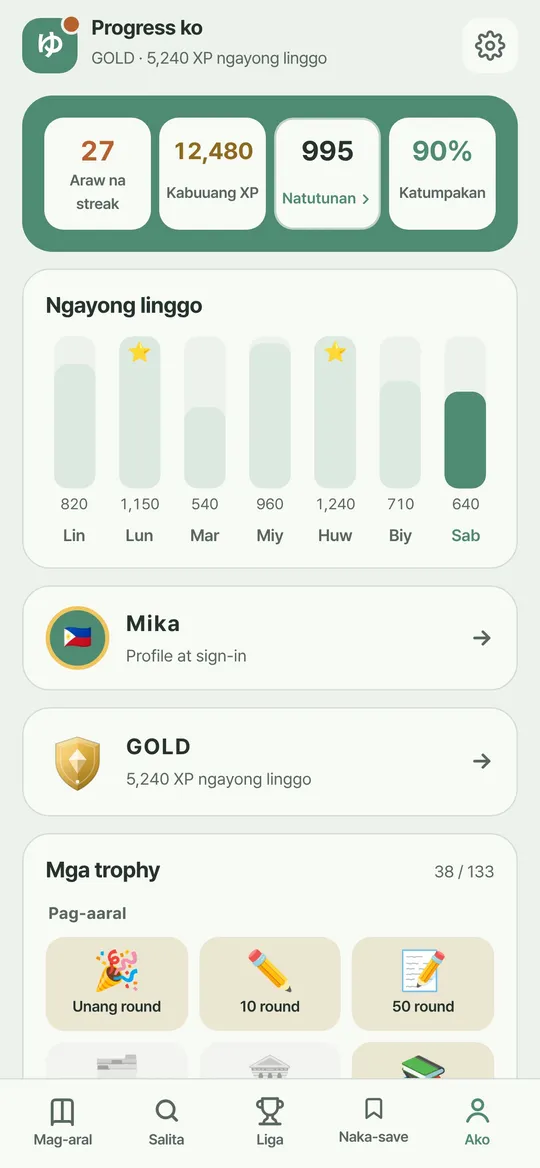 ゆ
Progress ko
GOLD · 5,240 XP ngayong linggo
27
Araw na
streak
12,480
Kabuuang XP
995
Natutunan
90%
Katumpakan
Ngayong linggo
820 1,150 540 960 1,240 710 640
Lin Lun Mar Miy Huw Biy Sab
Mika
Profile at sign-in
GOLD
5,240 XP ngayong linggo
Mga trophy
38 / 133
Pag-aaral
Unang round
10 round
50 round
Mag-aral
Salita
Liga
Naka-save
Ako